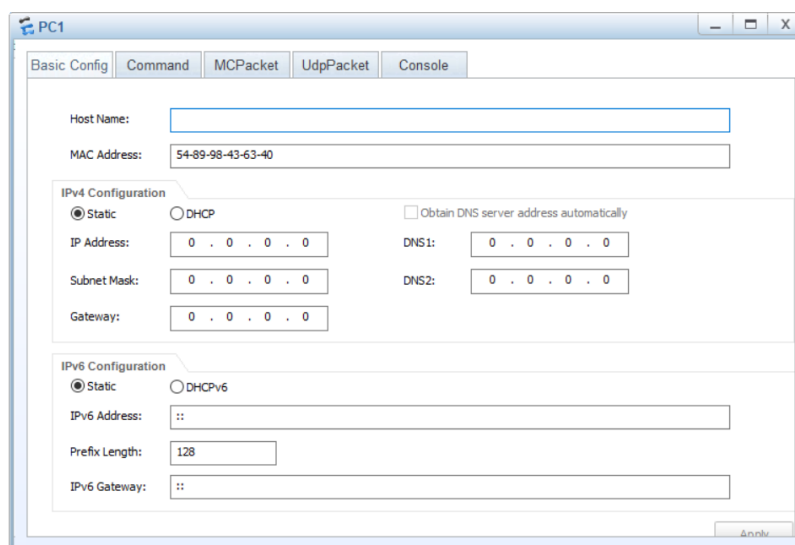 PC1
Basic Config Command MCPacket UdpPacket Console
Host Name:
MAC Address: 54-89-98-43-63-40
IPv4 Configuration
Static DHCP Obtain DNS server address automatically
IP Address: 0 . 0 . 0 . 0 DNS1: 0 . 0 . 0 . 0
Subnet Mask: 0 . 0 . 0 . 0 DNS2: 0 . 0 . 0 . 0
Gateway: 0 . 0 . 0 . 0
IPv6 Configuration
Static DHCPv6
IPv6 Address: ::
Prefix Length: 128
IPv6 Gateway: ::
Apply